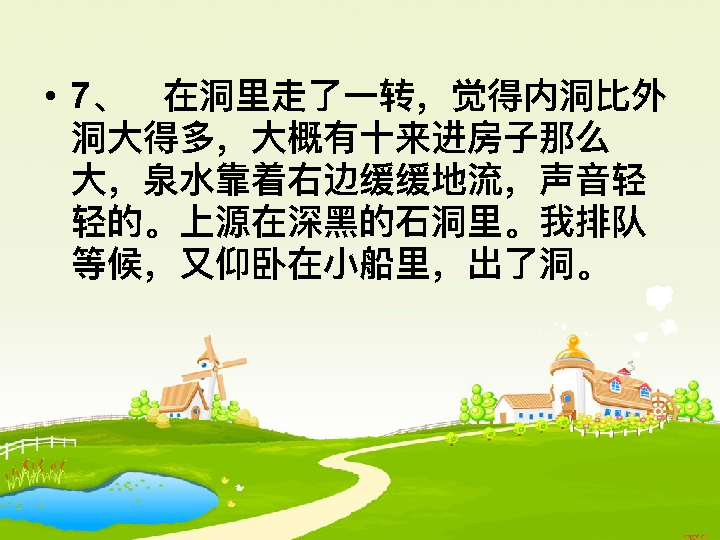 • 7、 在洞里走了一转，觉得内洞比外
洞大得多，大概有十来进房子那么
大，泉水靠着右边缓缓地流，声音轻
轻的。上源在深黑的石洞里。我排队
等候，又仰卧在小船里，出了洞。